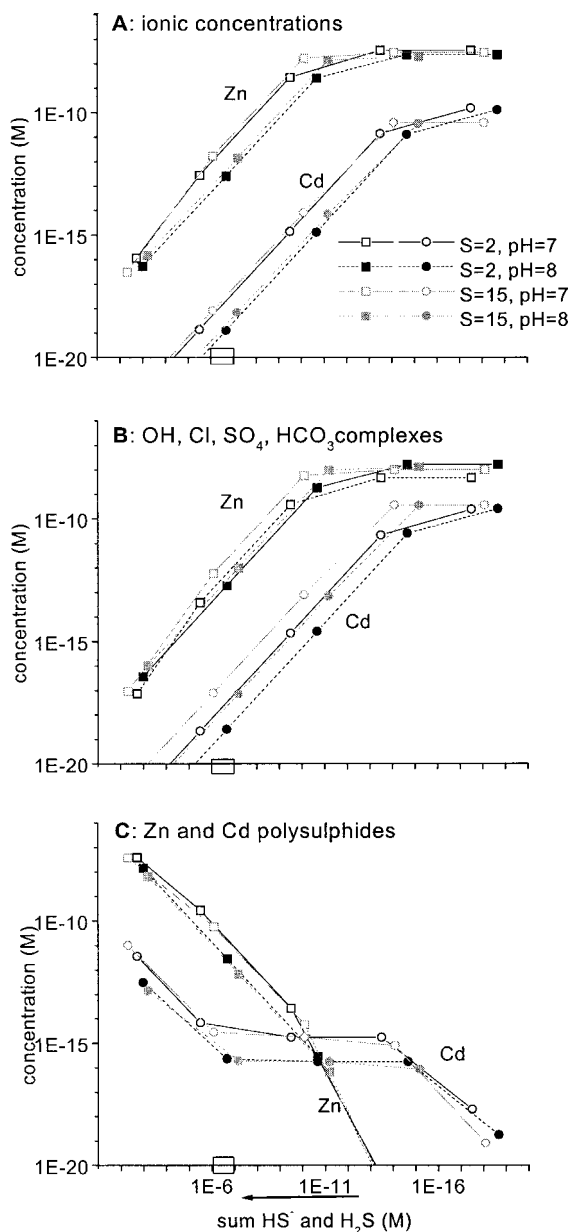 A: ionic concentrations
1E-10
1E-15
1E-20
concentration (M)
Zn
Cd
S=2, pH=7
S=2, pH=8
S=15, pH=7
S=15, pH=8
B: OH, Cl, SO₄, HCO₃complexes
1E-10
1E-15
1E-20
concentration (M)
Zn
Cd
C: Zn and Cd polysulphides
1E-10
1E-15
1E-20
concentration (M)
Cd
Zn
1E-6
1E-11
1E-16
sum HS⁻ and H₂S (M)